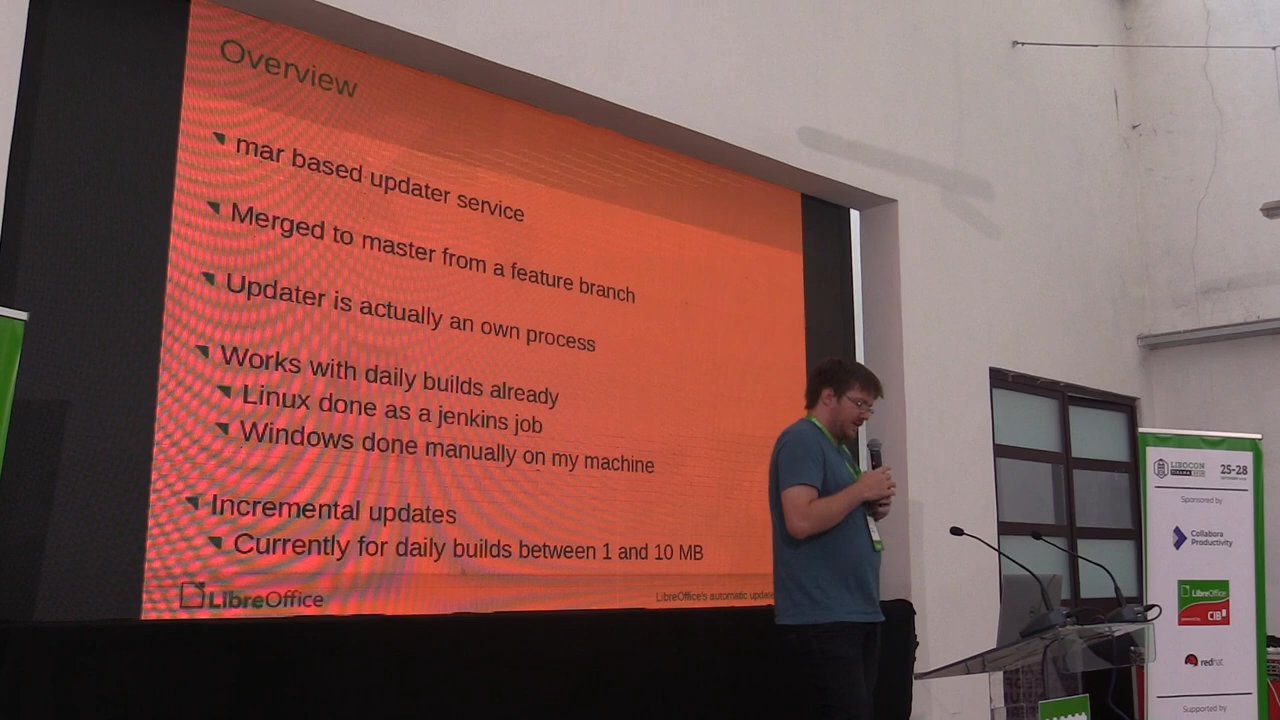 Overview
mar based updater service
Merged to master from a feature branch
Updater is actually an own process
Works with daily builds already
Linux done as a jenkins job
Windows done manually on my machine
Incremental updates
Currently for daily builds between 1 and 10 MB
LibreOffice
LibreOffice's automatic update
LIBOCON
TIRANA
25-28
Sponsored by
Collabora
Productivity
LibreOffice
CIB
redhat
Supported by